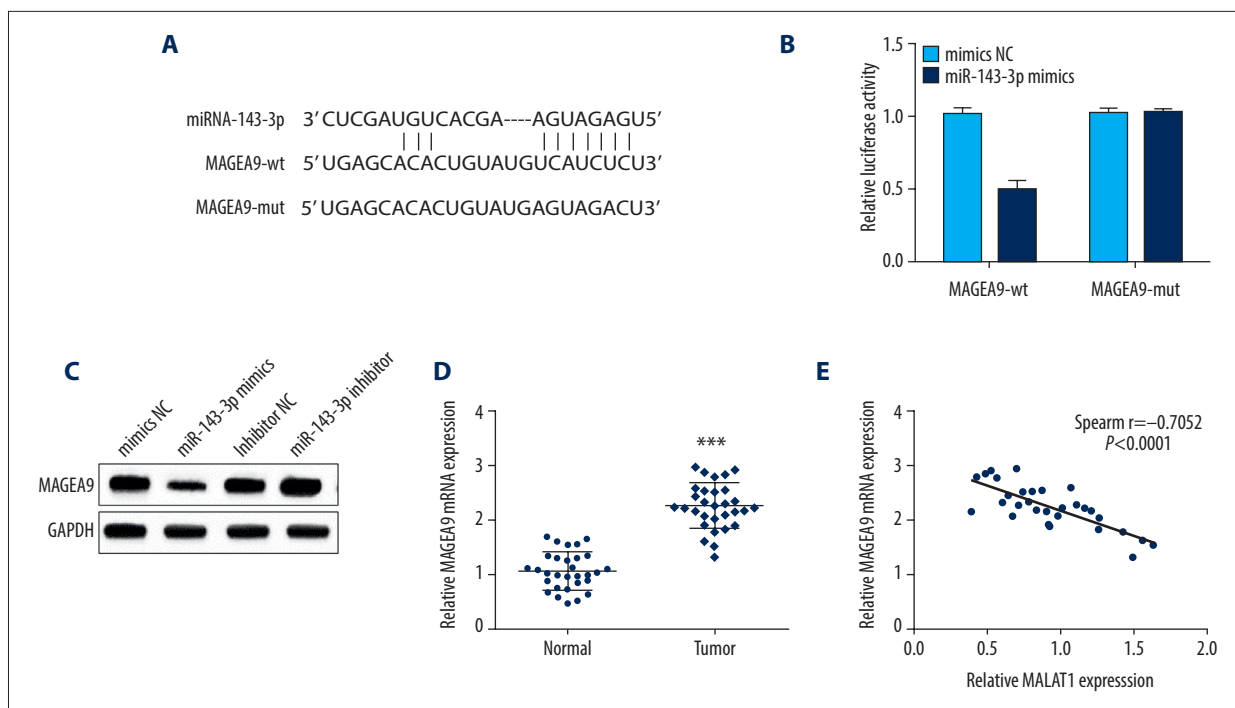 A
miRNA-143-3p 3’ CUCGAUGUCACGA----AGUAGAGU5’
MAGEA9-wt 5’UGAGCACACUGUAUGUCAUCUCU3’
MAGEA9-mut 5’UGAGCACACUGUAUGAGUAGACU3’
B
Relative luciferase activity
1.5
1.0
0.5
0.0
mimics NC
miR-143-3p mimics
MAGEA9-wt
MAGEA9-mut
C
mimics NC
miR-143-3p mimics
Inhibitor NC
miR-143-3p inhibitor
MAGEA9
GAPDH
D
Relative MAGEA9 mRNA expression
4
3
2
1
0
***
Normal
Tumor
E
Relative MAGEA9 mRNA expression
4
3
2
1
0
Spearm r=−0.7052
P<0.0001
0.0
0.5
1.0
1.5
2.0
Relative MALAT1 expresssion